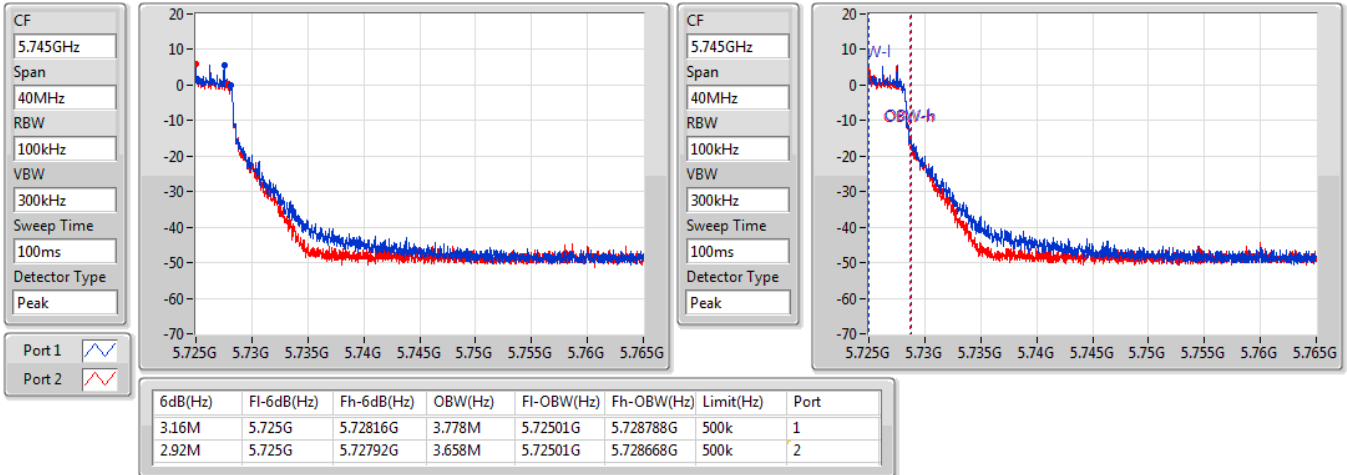 CF
5.745GHz
Span
40MHz
RBW
100kHz
VBW
300kHz
Sweep Time
100ms
Detector Type
Peak
20
10
0
-10
-20
-30
-40
-50
-60
-70
5.725G 5.73G 5.735G 5.74G 5.745G 5.75G 5.755G 5.76G 5.765G
CF
5.745GHz
Span
40MHz
RBW
100kHz
VBW
300kHz
Sweep Time
100ms
Detector Type
Peak
20
10
0
-10
-20
-30
-40
-50
-60
-70
W-l
OBW-h
5.725G 5.73G 5.735G 5.74G 5.745G 5.75G 5.755G 5.76G 5.765G
Port 1
Port 2
6dB(Hz) Fl-6dB(Hz) Fh-6dB(Hz) OBW(Hz) Fl-OBW(Hz) Fh-OBW(Hz) Limit(Hz) Port
3.16M 5.725G 5.72816G 3.778M 5.72501G 5.728788G 500k 1
2.92M 5.725G 5.72792G 3.658M 5.72501G 5.728668G 500k 2